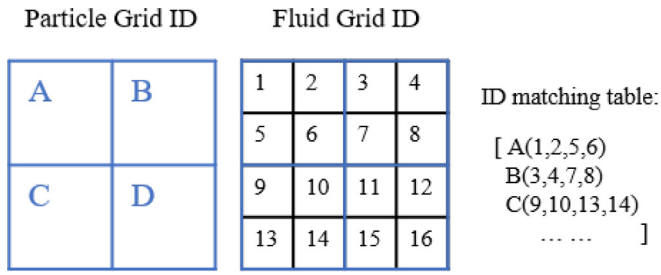 Particle Grid ID
Fluid Grid ID
A B
C D
1 2 3 4
5 6 7 8
9 10 11 12
13 14 15 16
ID matching table:
[ A(1,2,5,6)
B(3,4,7,8)
C(9,10,13,14)
... ... ]